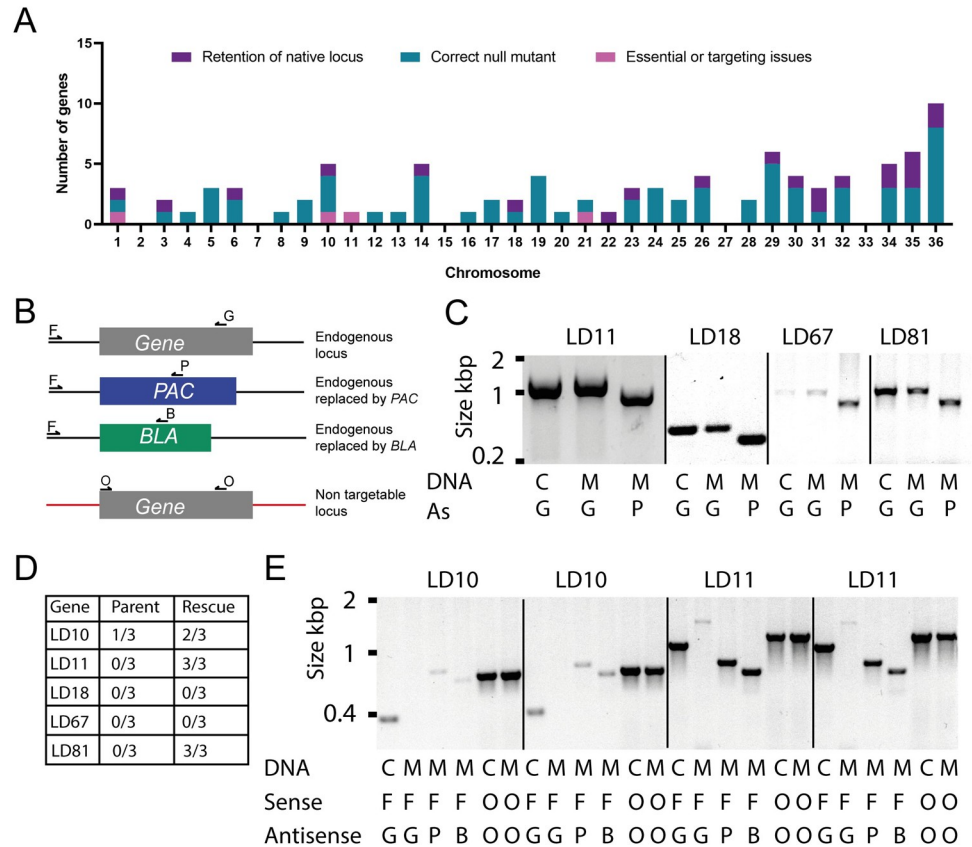 A
15
10
5
0
Number of genes
Retention of native locus
Correct null mutant
Essential or targeting issues
1 2 3 4 5 6 7 8 9 10 11 12 13 14 15 16 17 18 19 20 21 22 23 24 25 26 27 28 29 30 31 32 33 34 35 36
Chromosome
B
F
G
Gene
Endogenous
locus
F
P
PAC
Endogenous
replaced by PAC
F
B
BLA
Endogenous
replaced by BLA
O
O
Gene
Non targetable
locus
C
LD11 LD18 LD67 LD81
Size kbp
2
1
0.2
DNA C M M C M M C M M C M M
As G G P G G P G G P G G P
D
Gene Parent Rescue
LD10 1/3 2/3
LD11 0/3 3/3
LD18 0/3 0/3
LD67 0/3 0/3
LD81 0/3 3/3
E
LD10 LD10 LD11 LD11
Size kbp
2
1
0.4
DNA C M M M C M C M M M C M C M M M C M C M M M C M
Sense F F F F O O F F F F O O F F F F O O F F F F O O
Antisense G G P B O O G G P B O O G G P B O O G G P B O O